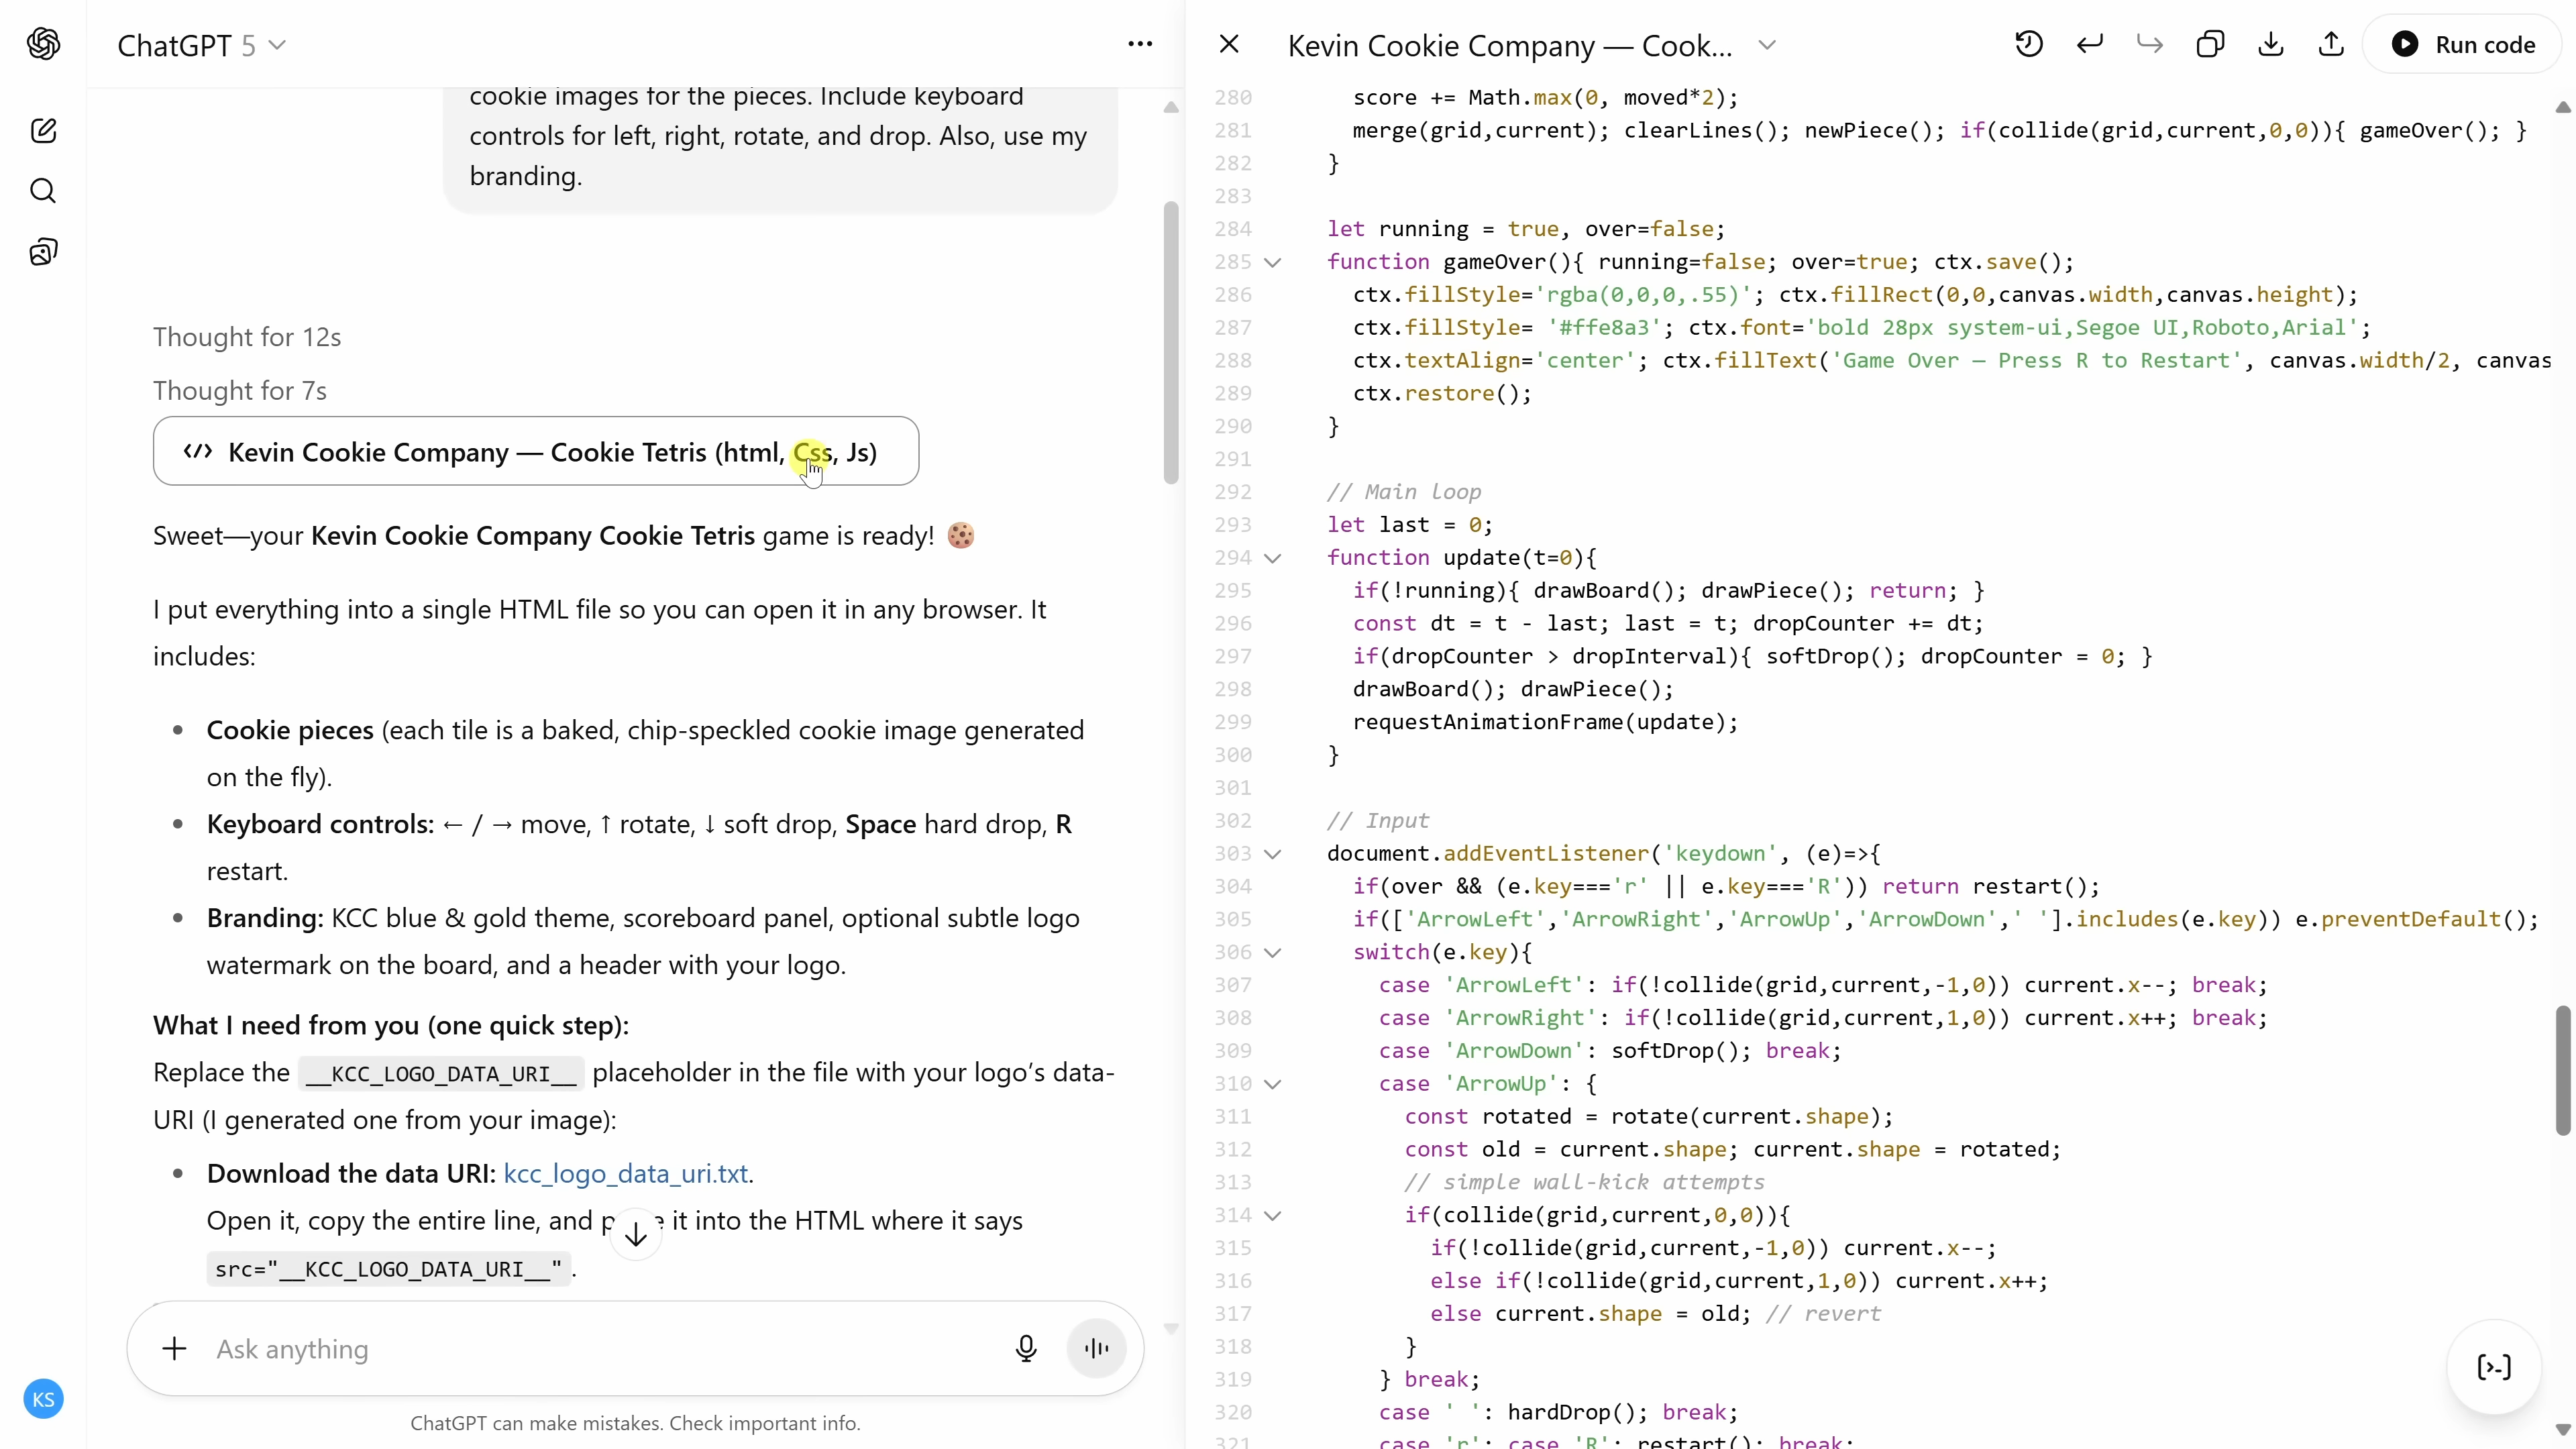 ChatGPT 5
cookie images for the pieces. Include keyboard
controls for left, right, rotate, and drop. Also, use my
branding.
Thought for 12s
Thought for 7s
Kevin Cookie Company — Cookie Tetris (html, Css, Js)
Sweet—your Kevin Cookie Company Cookie Tetris game is ready! 🍪
I put everything into a single HTML file so you can open it in any browser. It
includes:
• Cookie pieces (each tile is a baked, chip-speckled cookie image generated
on the fly).
• Keyboard controls: ← / → move, ↑ rotate, ↓ soft drop, Space hard drop, R
restart.
• Branding: KCC blue & gold theme, scoreboard panel, optional subtle logo
watermark on the board, and a header with your logo.
What I need from you (one quick step):
Replace the __KCC_LOGO_DATA_URI__ placeholder in the file with your logo’s data-
URI (I generated one from your image):
• Download the data URI: kcc_logo_data_uri.txt.
Open it, copy the entire line, and it into the HTML where it says
src="__KCC_LOGO_DATA_URI__".
Ask anything
KS
ChatGPT can make mistakes. Check important info.
Kevin Cookie Company — Cook...
Run code
280 score += Math.max(0, moved*2);
281 merge(grid,current); clearLines(); newPiece(); if(collide(grid,current,0,0)){ gameOver(); }
282 }
283
284 let running = true, over=false;
285 function gameOver(){ running=false; over=true; ctx.save();
286 ctx.fillStyle='rgba(0,0,0,.55)'; ctx.fillRect(0,0,canvas.width,canvas.height);
287 ctx.fillStyle= '#ffe8a3'; ctx.font='bold 28px system-ui,Segoe UI,Roboto,Arial';
288 ctx.textAlign='center'; ctx.fillText('Game Over — Press R to Restart', canvas.width/2, canvas
289 ctx.restore();
290 }
291
292 // Main loop
293 let last = 0;
294 function update(t=0){
295 if(!running){ drawBoard(); drawPiece(); return; }
296 const dt = t - last; last = t; dropCounter += dt;
297 if(dropCounter > dropInterval){ softDrop(); dropCounter = 0; }
298 drawBoard(); drawPiece();
299 requestAnimationFrame(update);
300 }
301
302 // Input
303 document.addEventListener('keydown', (e)=>{
304 if(over && (e.key==='r' || e.key==='R')) return restart();
305 if(['ArrowLeft','ArrowRight','ArrowUp','ArrowDown',' '].includes(e.key)) e.preventDefault();
306 switch(e.key){
307 case 'ArrowLeft': if(!collide(grid,current,-1,0)) current.x--; break;
308 case 'ArrowRight': if(!collide(grid,current,1,0)) current.x++; break;
309 case 'ArrowDown': softDrop(); break;
310 case 'ArrowUp': {
311 const rotated = rotate(current.shape);
312 const old = current.shape; current.shape = rotated;
313 // simple wall-kick attempts
314 if(collide(grid,current,0,0)){
315 if(!collide(grid,current,-1,0)) current.x--;
316 else if(!collide(grid,current,1,0)) current.x++;
317 else current.shape = old; // revert
318 }
319 } break;
320 case ' ': hardDrop(); break;
321 case 'r': case 'R': restart(); break;